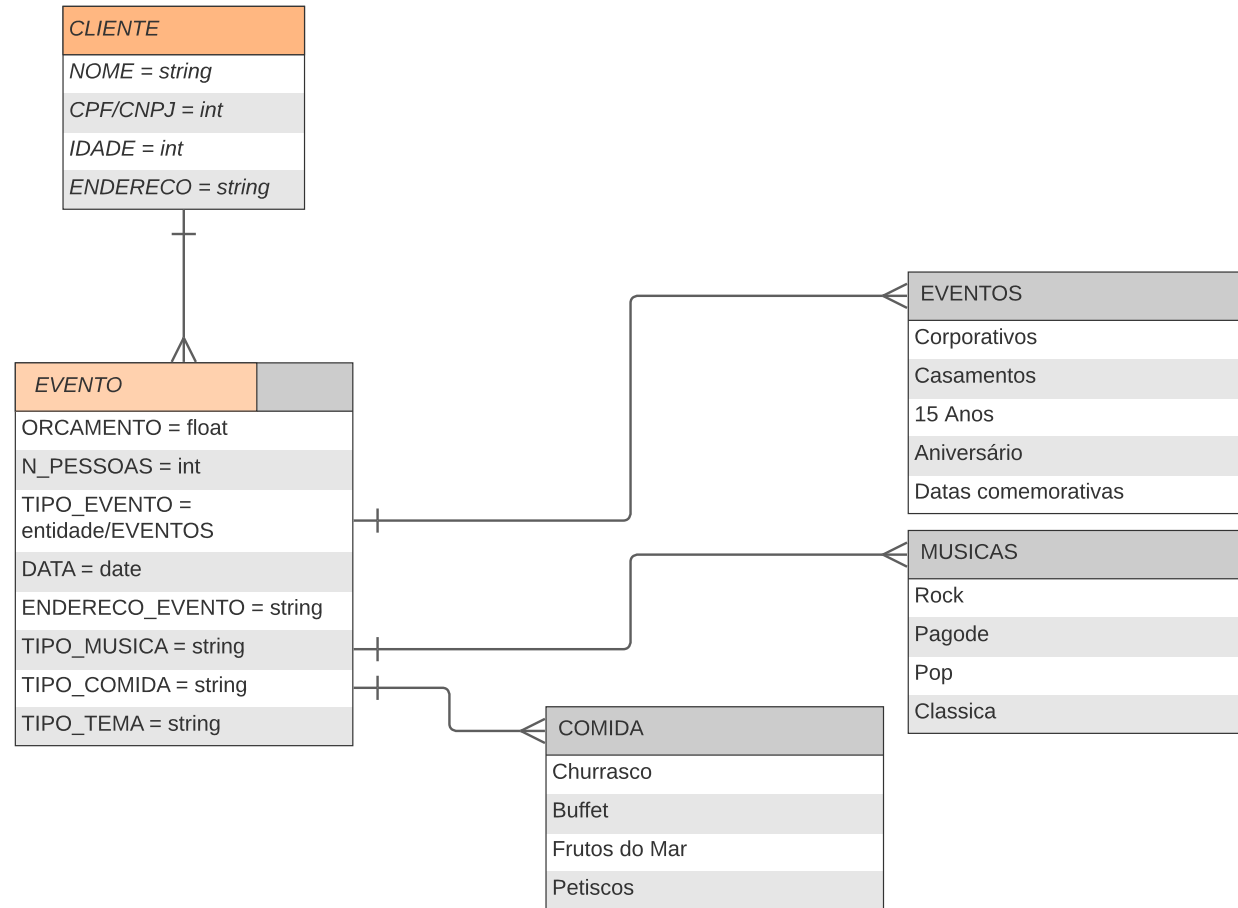 CLIENTE
NOME = string
CPF/CNPJ = int
IDADE = int
ENDERECO = string
EVENTO
ORCAMENTO = float
N_PESSOAS = int
TIPO_EVENTO =
entidade/EVENTOS
DATA = date
ENDERECO_EVENTO = string
TIPO_MUSICA = string
TIPO_COMIDA = string
TIPO_TEMA = string
EVENTOS
Corporativos
Casamentos
15 Anos
Aniversário
Datas comemorativas
MUSICAS
Rock
Pagode
Pop
Classica
COMIDA
Churrasco
Buffet
Frutos do Mar
Petiscos